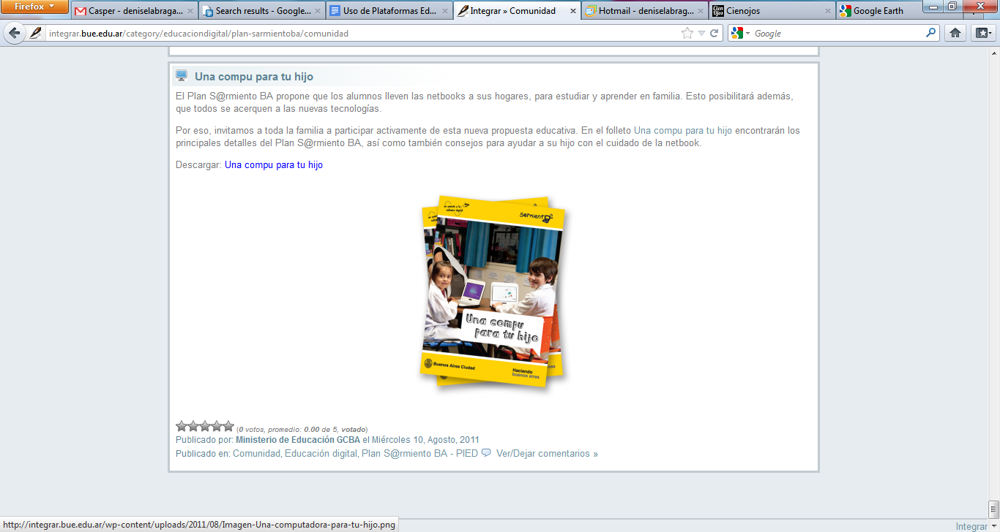 Firefox
Casper - deniselabraga...
Search results - Google...
Uso de Plataformas Ed...
Integrar » Comunidad
Hotmail - deniselabrag...
Cienojos
Google Earth
integrar.bue.edu.ar/category/educaciondigital/plan-sarmientoba/comunidad
Google
Una compu para tu hijo
El Plan S@rmiento BA propone que los alumnos lleven las netbooks a sus hogares, para estudiar y aprender en familia. Esto posibilitará además,
que todos se acerquen a las nuevas tecnologías.
Por eso, invitamos a toda la familia a participar activamente de esta nueva propuesta educativa. En el folleto Una compu para tu hijo encontrarán los
principales detalles del Plan S@rmiento BA, así como también consejos para ayudar a su hijo con el cuidado de la netbook.
Descargar: Una compu para tu hijo
un puente a la
cultura digital
Sarmiento
Una compu
para tu hijo
Buenos Aires Ciudad
Haciendo
buenos aires
(0 votos, promedio: 0.00 de 5, votado)
Publicado por: Ministerio de Educación GCBA el Miércoles 10, Agosto, 2011
Publicado en: Comunidad, Educación digital, Plan S@rmiento BA - PIED Ver/Dejar comentarios »
http://integrar.bue.edu.ar/wp-content/uploads/2011/08/Imagen-Una-computadora-para-tu-hijo.png
Integrar